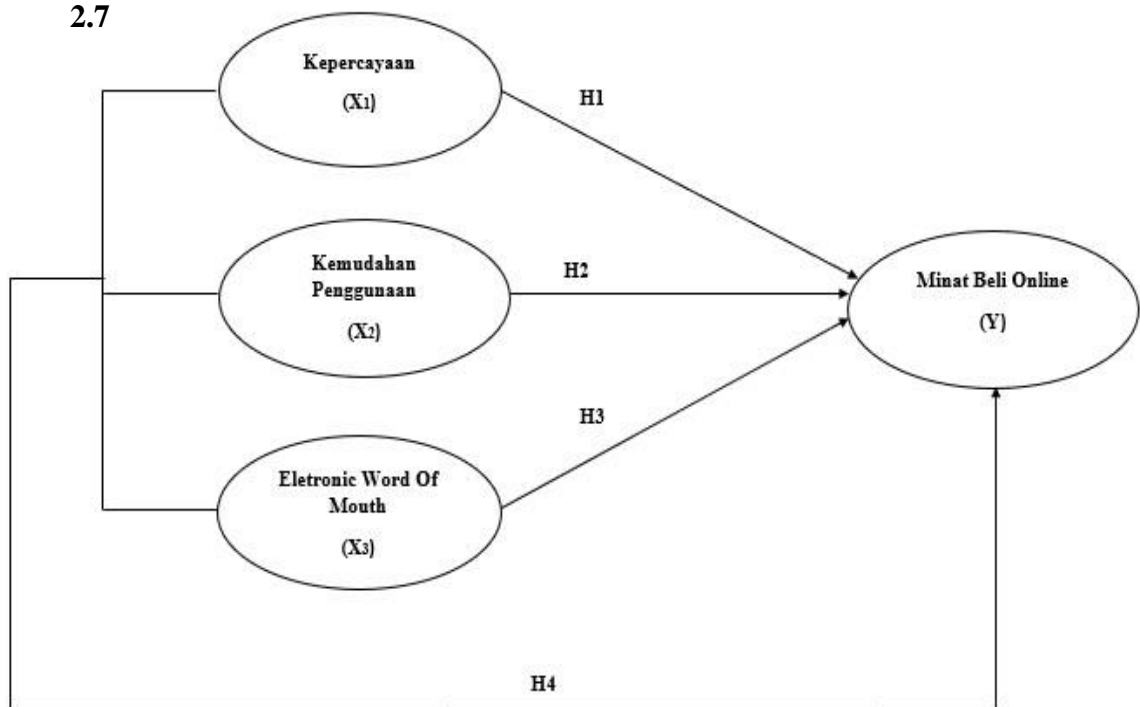 2.7
Kepercayaan
(X1)
H1
Kemudahan
Penggunaan
(X2)
H2
Minat Beli Online
(Y)
H3
Eletronic Word Of
Mouth
(X3)
H4